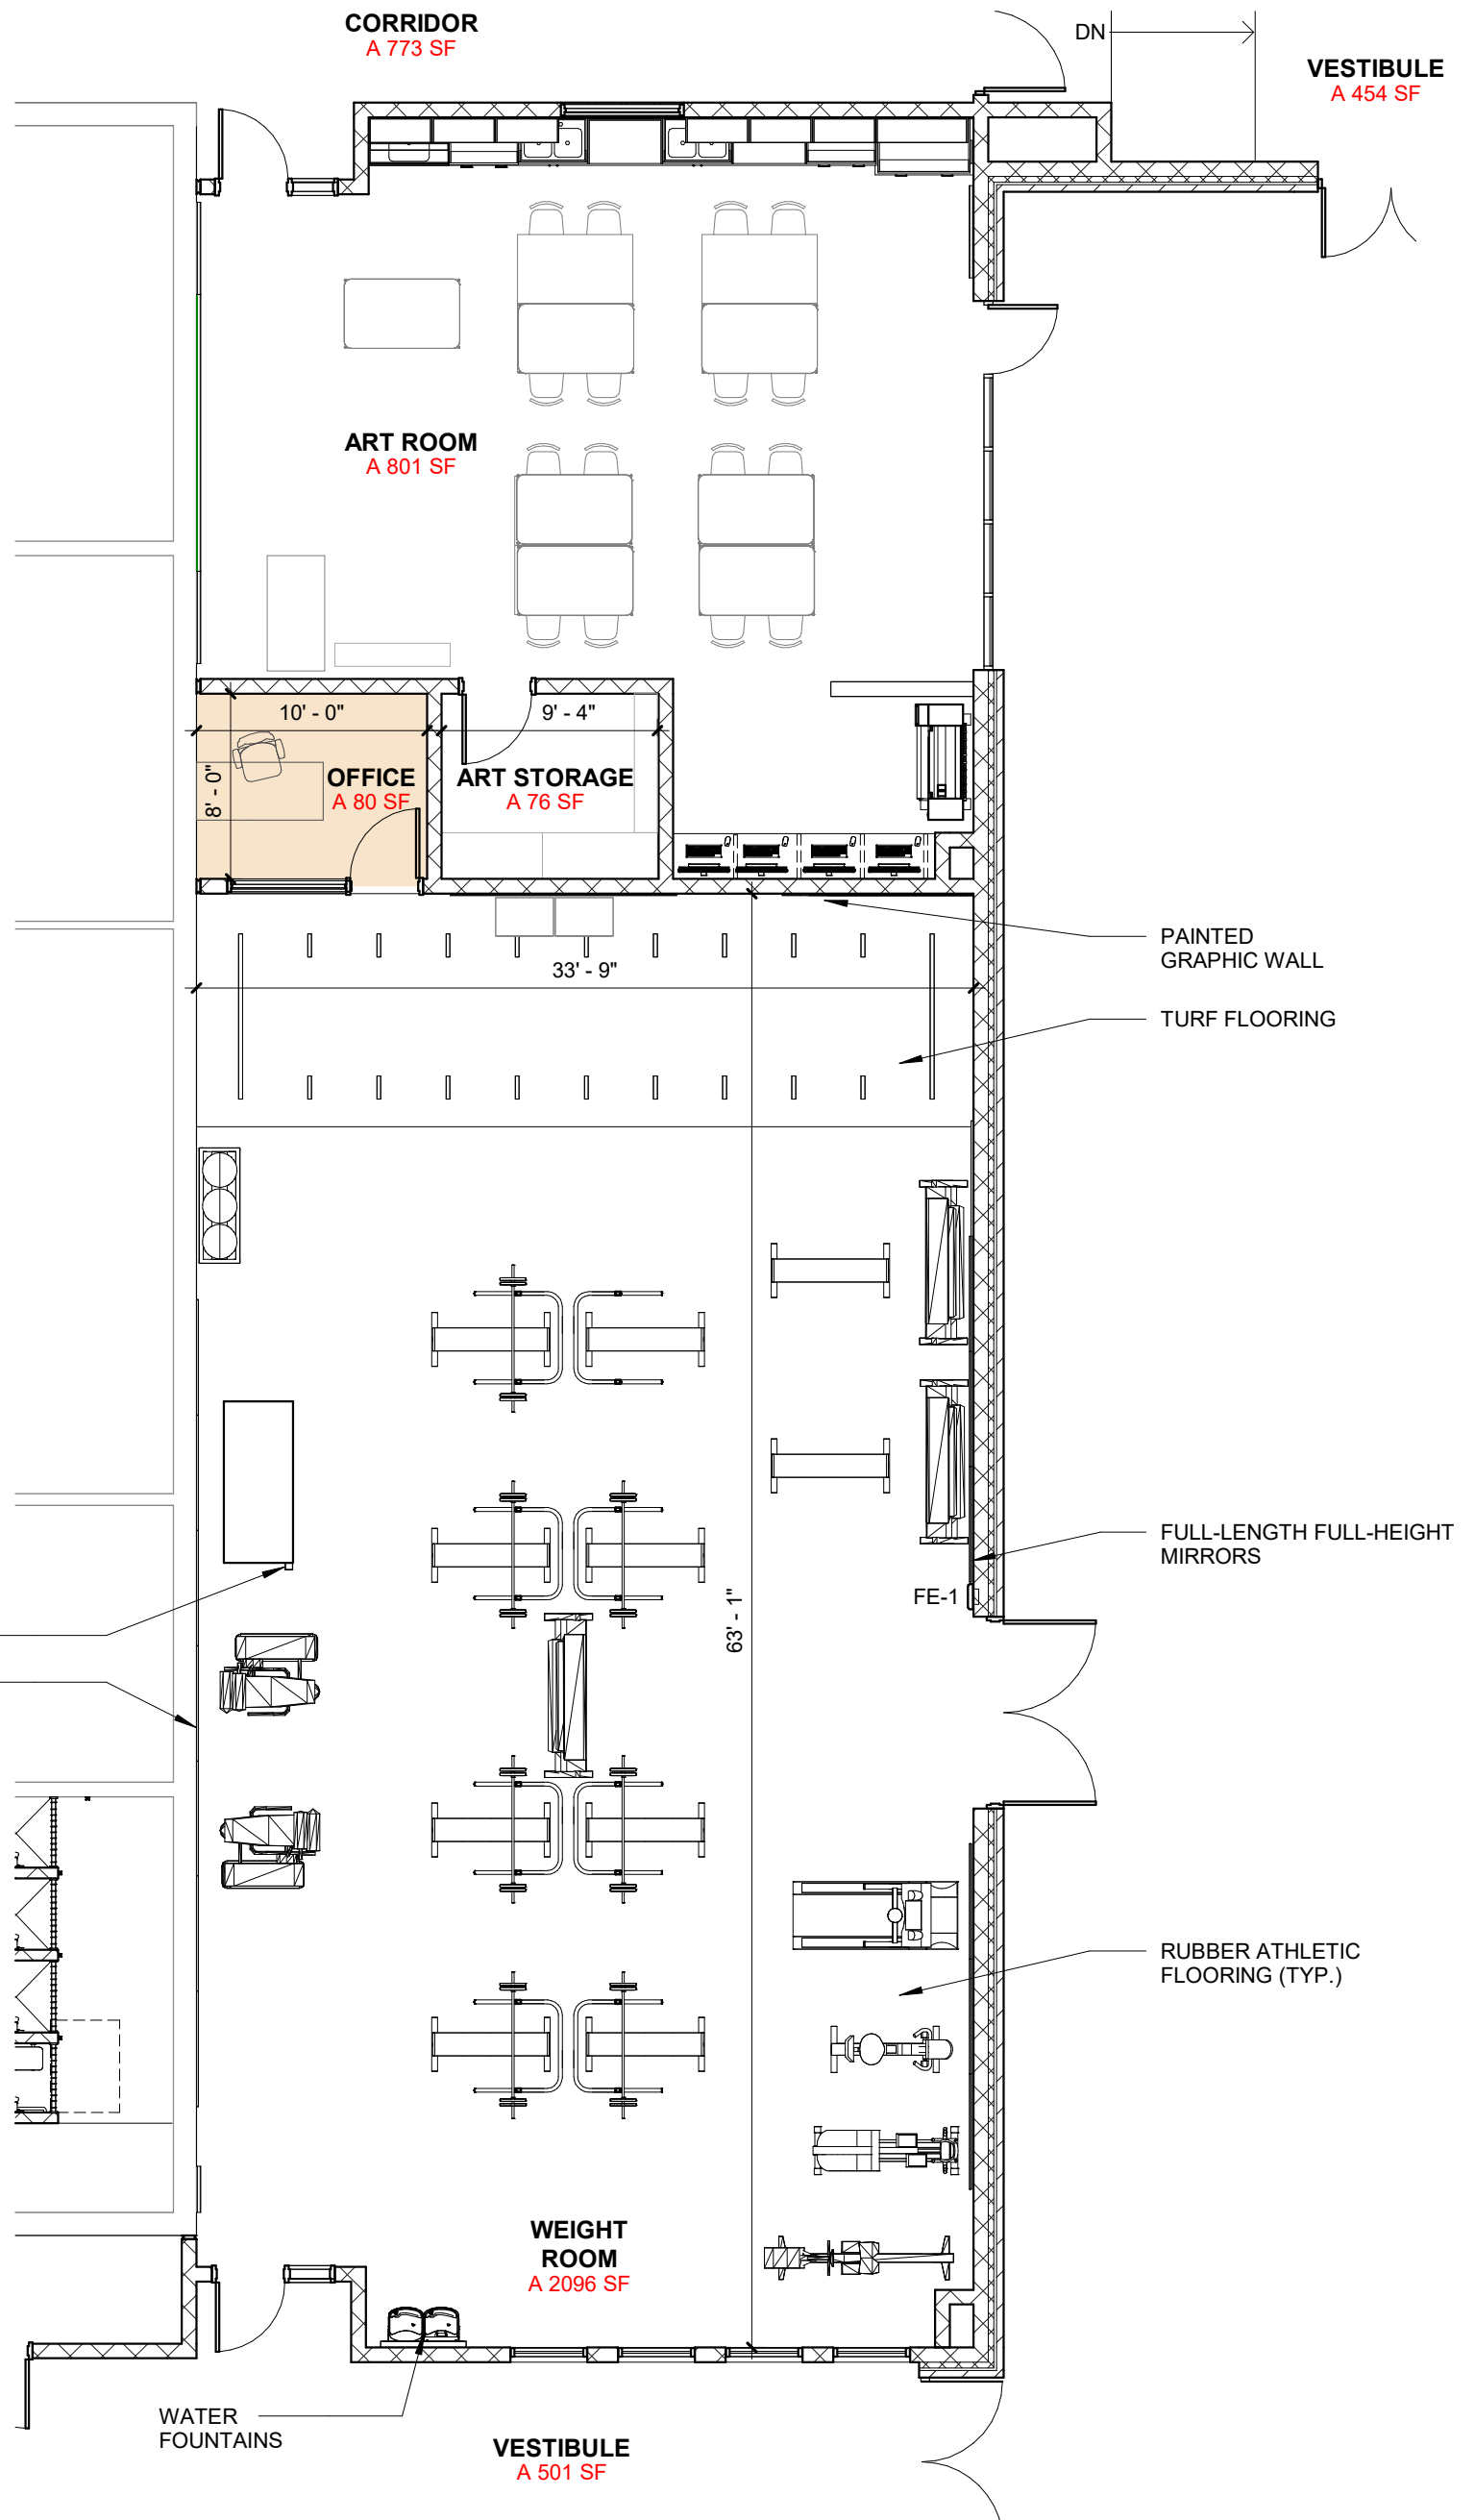 CORRIDOR
A 773 SF
DN
VESTIBULE
A 454 SF
ART ROOM
A 801 SF
10' - 0"
9' - 4"
8' - 0"
OFFICE
A 80 SF
ART STORAGE
A 76 SF
PAINTED
GRAPHIC WALL
33' - 9"
TURF FLOORING
FULL-LENGTH FULL-HEIGHT
MIRRORS
FE-1
63' - 1"
RUBBER ATHLETIC
FLOORING (TYP.)
WEIGHT
ROOM
A 2096 SF
WATER
FOUNTAINS
VESTIBULE
A 501 SF